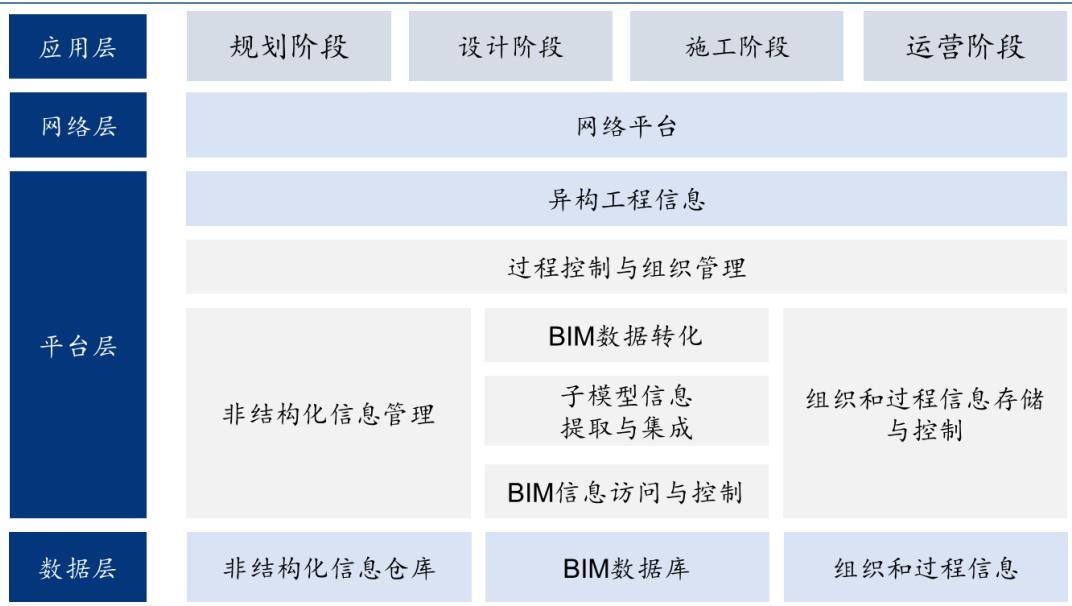 应用层
规划阶段
设计阶段
施工阶段
运营阶段
网络层
网络平台
平台层
异构工程信息
过程控制与组织管理
非结构化信息管理
BIM数据转化
子模型信息
提取与集成
BIM信息访问与控制
组织和过程信息存储
与控制
数据层
非结构化信息仓库
BIM数据库
组织和过程信息